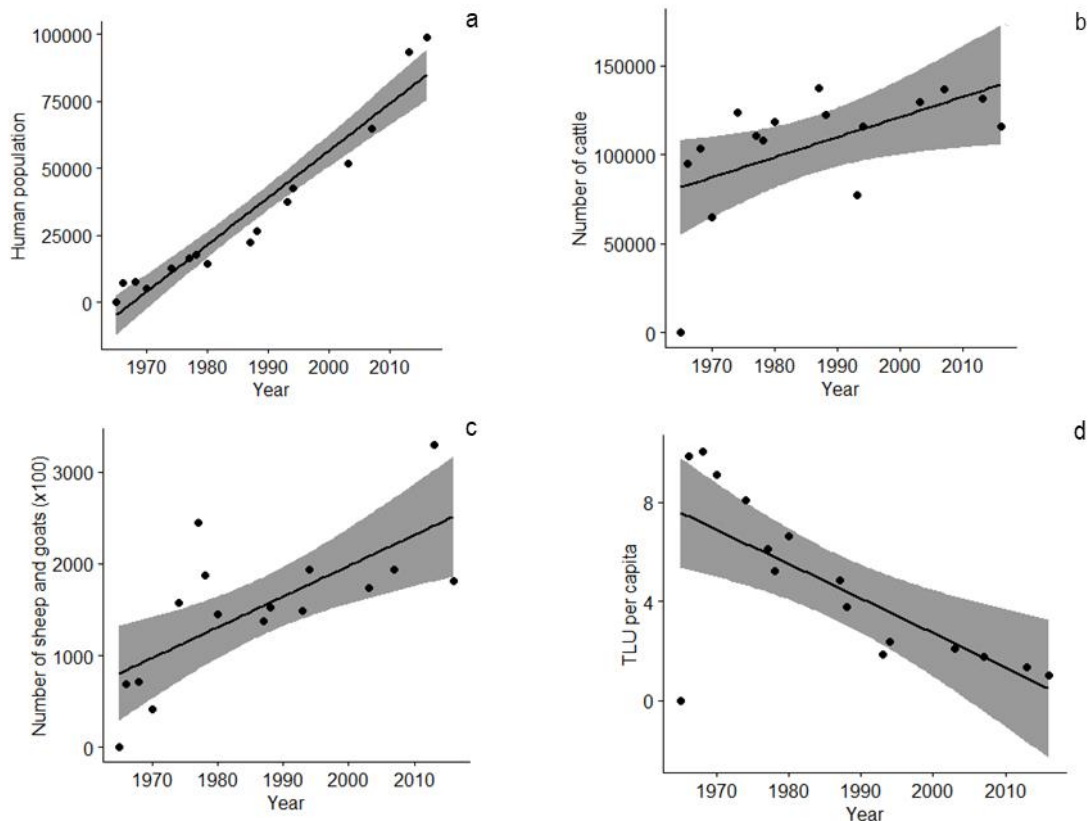 a
Human population
100000
75000
50000
25000
0
1970 1980 1990 2000 2010
Year
b
Number of cattle
150000
100000
50000
0
1970 1980 1990 2000 2010
Year
c
Number of sheep and goats (x100)
3000
2000
1000
0
1970 1980 1990 2000 2010
Year
d
TLU per capita
8
4
0
1970 1980 1990 2000 2010
Year